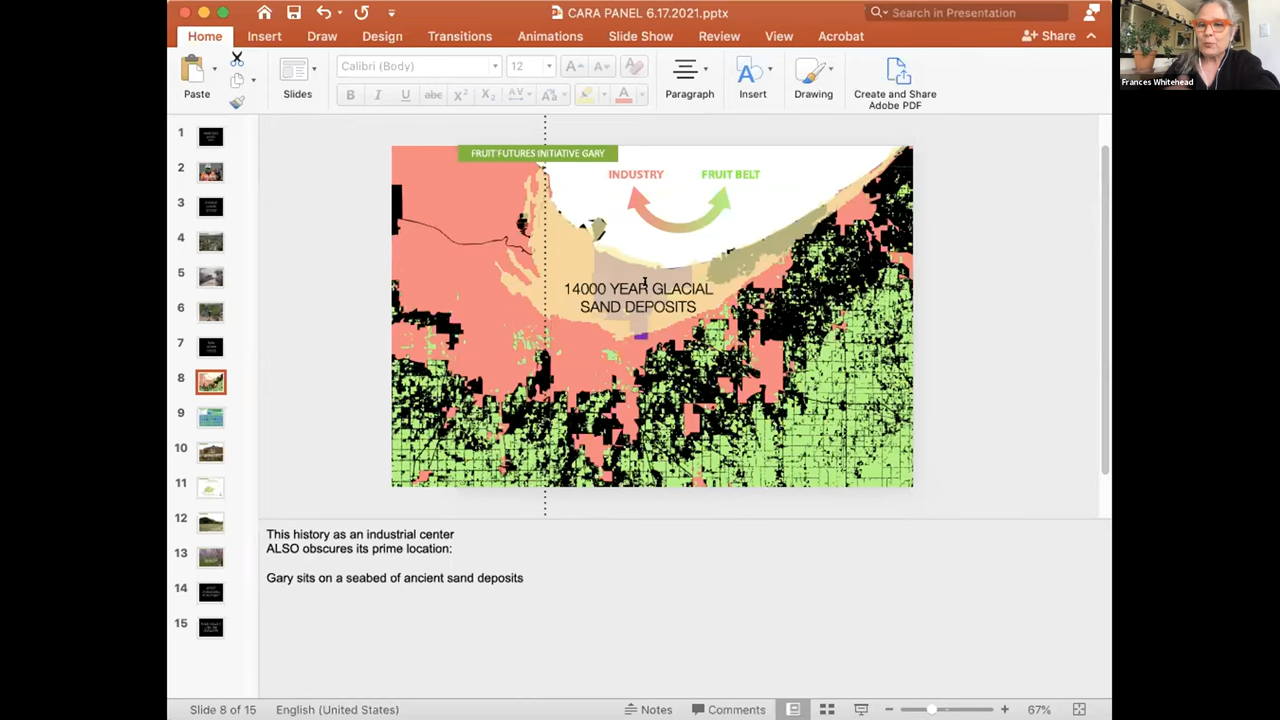 CARA PANEL 6.17.2021.pptx
Search in Presentation
Home Insert Draw Design Transitions Animations Slide Show Review View Acrobat Share
Calibri (Body) 12
Paste Slides Paragraph Insert Drawing Create and Share Adobe PDF
Frances Whitehead
1
2
3
4
5
6
7
8
9
10
11
12
13
14
15
FRUIT FUTURES INITIATIVE GARY
INDUSTRY FRUIT BELT
14000 YEAR GLACIAL
SAND DEPOSITS
This history as an industrial center
ALSO obscures its prime location:
Gary sits on a seabed of ancient sand deposits
Slide 8 of 15 English (United States) Notes Comments 67%